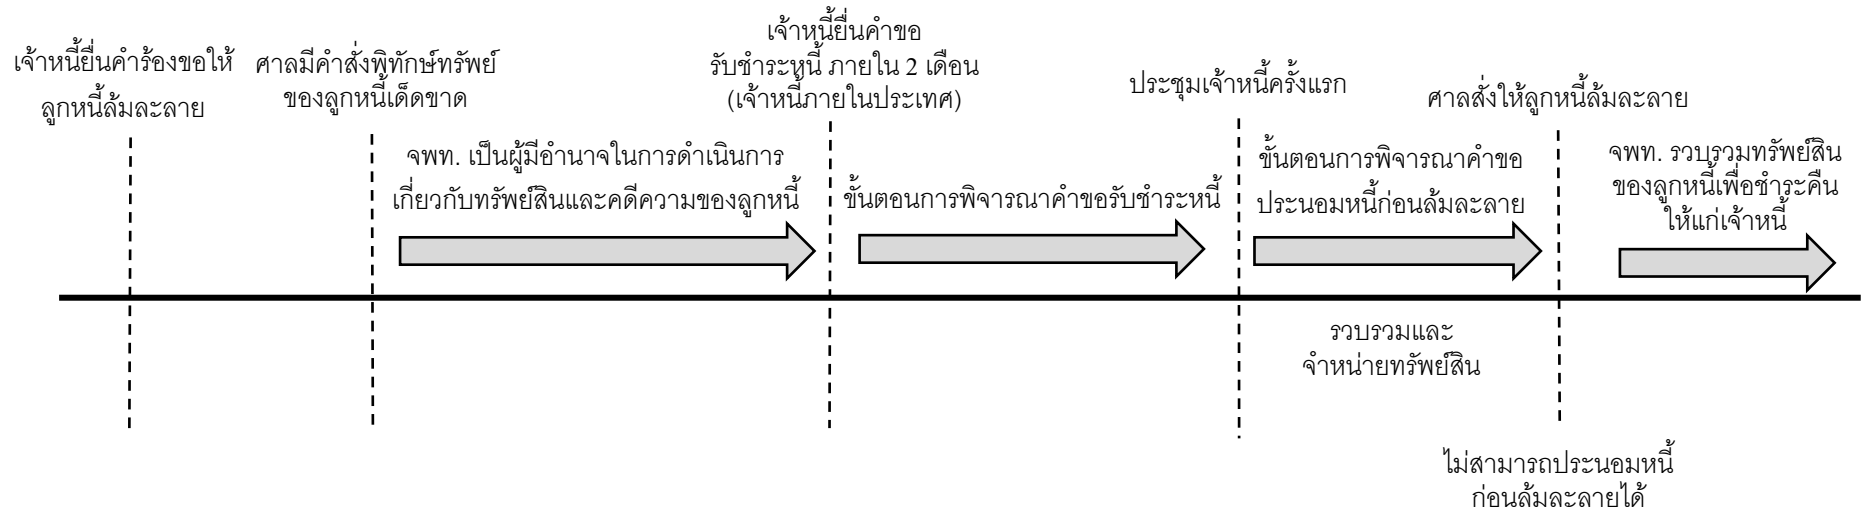 เจ้าหนี้ยื่นคำร้องขอให้
ลูกหนี้ล้มละลาย
ศาลมีคำสั่งพิทักษ์ทรัพย์
ของลูกหนี้เด็ดขาด
เจ้าหนี้ยื่นคำขอ
รับชำระหนี้ ภายใน 2 เดือน
(เจ้าหนี้ภายในประเทศ)
ประชุมเจ้าหนี้ครั้งแรก
ศาลสั่งให้ลูกหนี้ล้มละลาย
จพท. เป็นผู้มีอำนาจในการดำเนินการ
เกี่ยวกับทรัพย์สินและคดีความของลูกหนี้
ขั้นตอนการพิจารณาคำขอรับชำระหนี้
ขั้นตอนการพิจารณาคำขอ
ประนอมหนี้ก่อนล้มละลาย
จพท. รวบรวมทรัพย์สิน
ของลูกหนี้เพื่อชำระคืน
ให้แก่เจ้าหนี้
รวบรวมและ
จำหน่ายทรัพย์สิน
ไม่สามารถประนอมหนี้
ก่อนล้มละลายได้